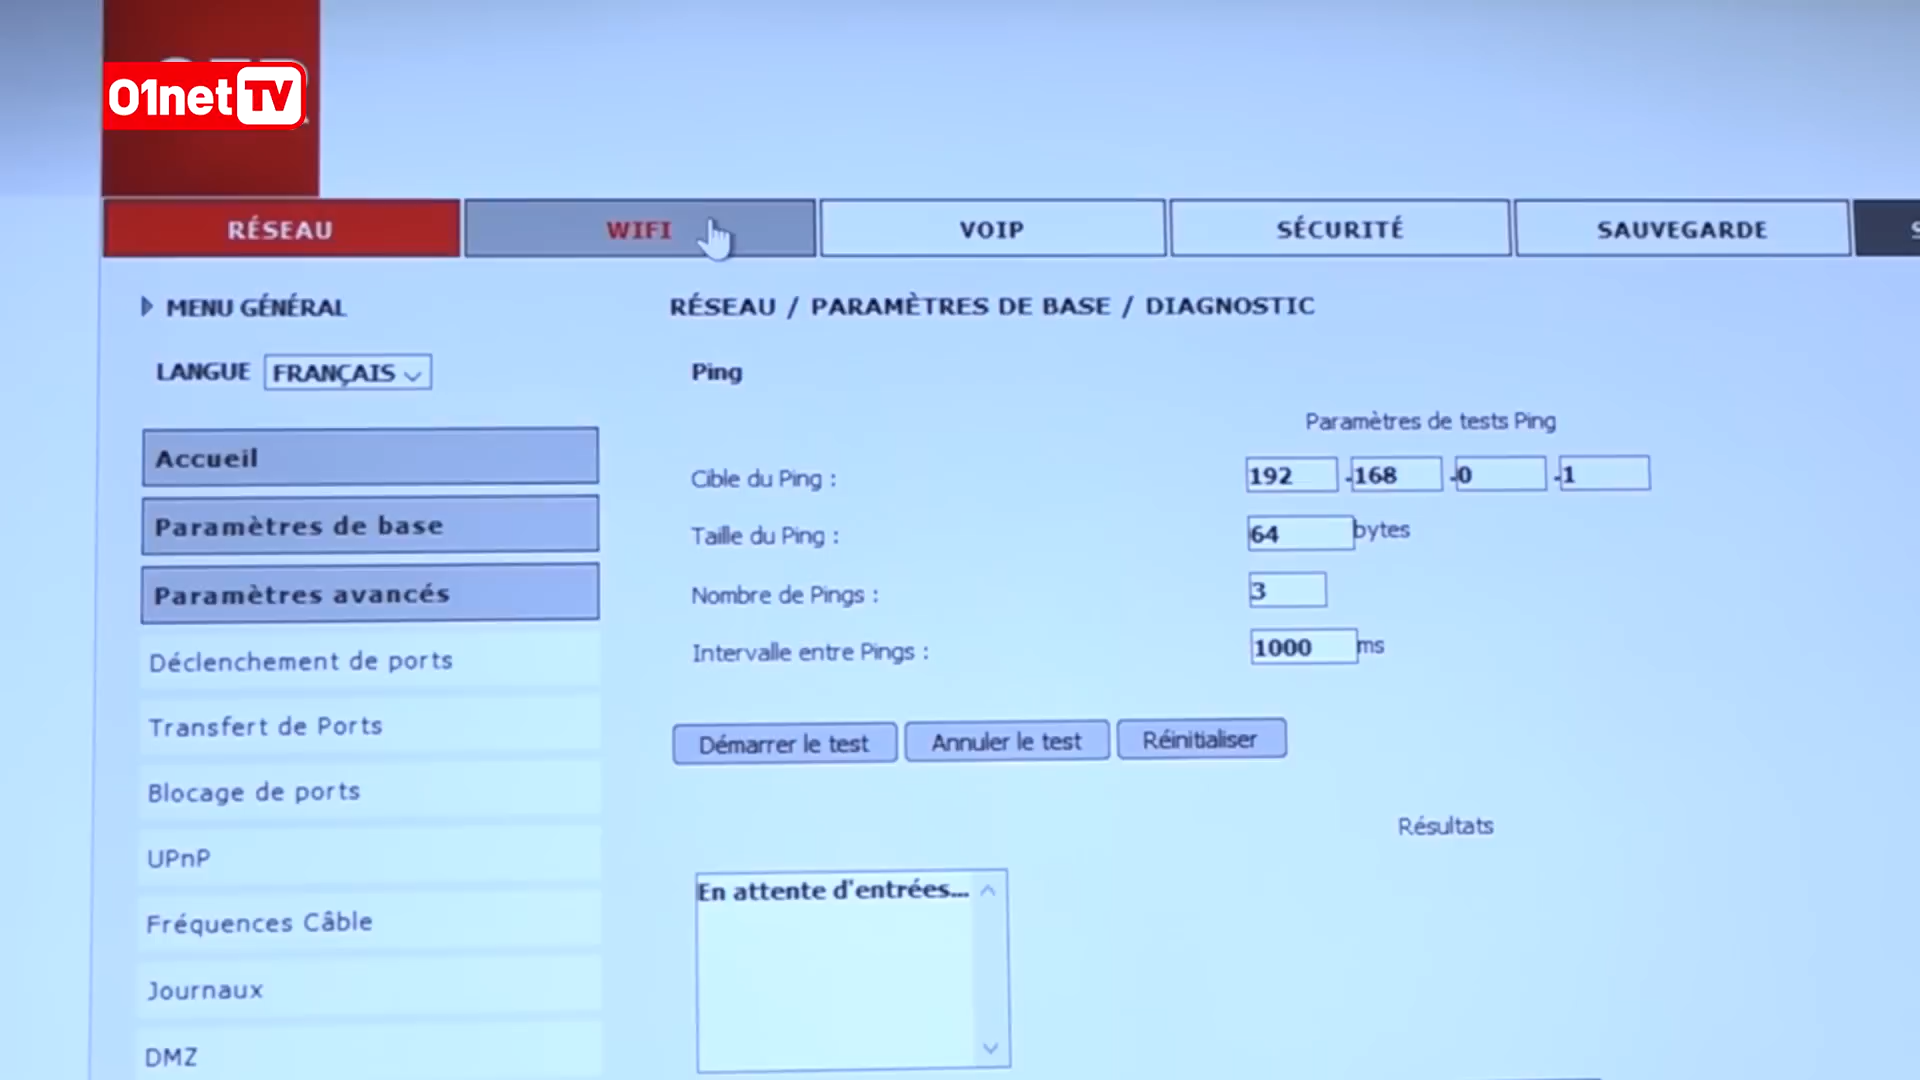 01net TV
RÉSEAU WIFI VOIP SÉCURITÉ SAUVEGARDE
MENU GÉNÉRAL
LANGUE FRANÇAIS
Accueil
Paramètres de base
Paramètres avancés
Déclenchement de ports
Transfert de Ports
Blocage de ports
UPnP
Fréquences Câble
Journaux
DMZ
RÉSEAU / PARAMÈTRES DE BASE / DIAGNOSTIC
Ping
Paramètres de tests Ping
Cible du Ping : 192 .168 .0 .1
Taille du Ping : 64 bytes
Nombre de Pings : 3
Intervalle entre Pings : 1000 ms
Démarrer le test Annuler le test Réinitialiser
Résultats
En attente d'entrées...